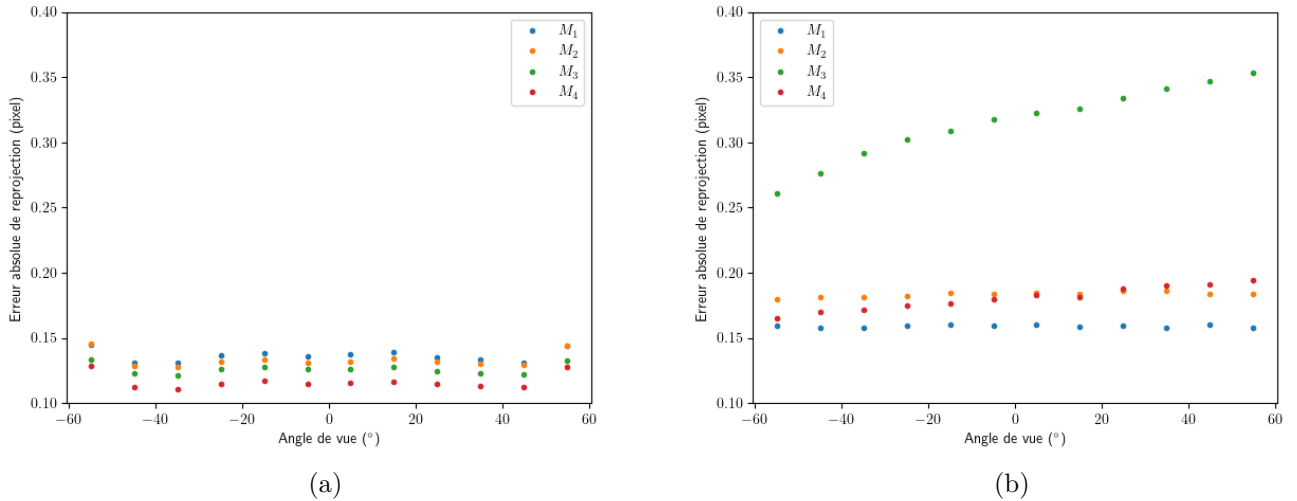 0.40
0.35
0.30
0.25
0.20
0.15
0.10
−60
−40
−20
0
20
40
60
Erreur absolue de reprojection (pixel)
Angle de vue (°)
M₁
M₂
M₃
M₄
(a)
0.40
0.35
0.30
0.25
0.20
0.15
0.10
−60
−40
−20
0
20
40
60
Erreur absolue de reprojection (pixel)
Angle de vue (°)
M₁
M₂
M₃
M₄
(b)